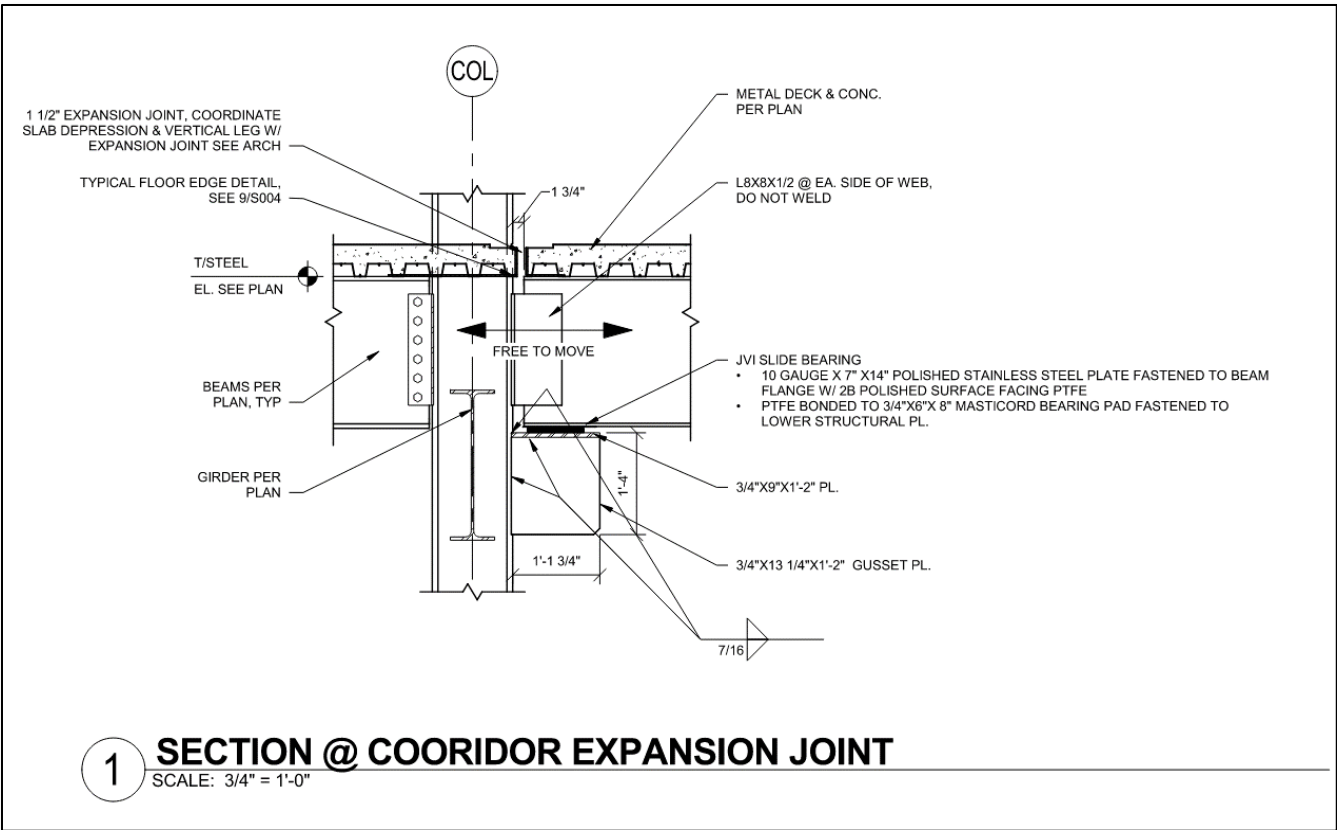 COL
1 1/2" EXPANSION JOINT, COORDINATE
SLAB DEPRESSION & VERTICAL LEG W/
EXPANSION JOINT SEE ARCH
TYPICAL FLOOR EDGE DETAIL,
SEE 9/S004
1 3/4"
METAL DECK & CONC.
PER PLAN
L8X8X1/2 @ EA. SIDE OF WEB,
DO NOT WELD
T/STEEL
EL. SEE PLAN
FREE TO MOVE
BEAMS PER
PLAN, TYP
JVI SLIDE BEARING
• 10 GAUGE X 7" X14" POLISHED STAINLESS STEEL PLATE FASTENED TO BEAM
FLANGE W/ 2B POLISHED SURFACE FACING PTFE
• PTFE BONDED TO 3/4"X6"X 8" MASTICORD BEARING PAD FASTENED TO
LOWER STRUCTURAL PL.
GIRDER PER
PLAN
1'-4"
3/4"X9"X1'-2" PL.
1'-1 3/4"
3/4"X13 1/4"X1'-2" GUSSET PL.
7/16
1
SECTION @ COORIDOR EXPANSION JOINT
SCALE: 3/4" = 1'-0"